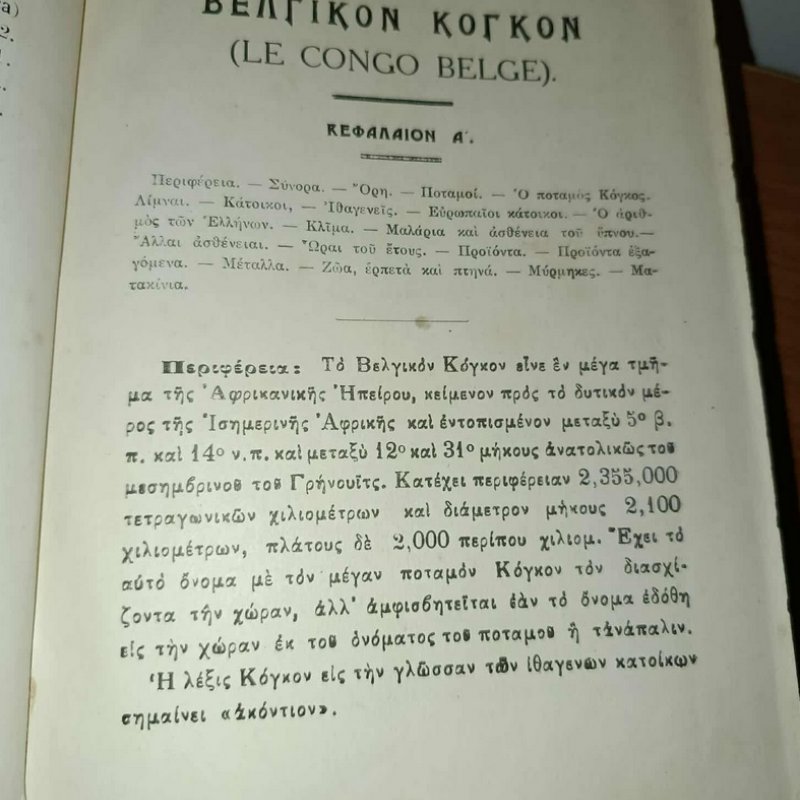 α)
2.
ΒΕΛΓΙΚΟΝ ΚΟΓΚΟΝ
(LE CONGO BELGE).
ΚΕΦΑΛΑΙΟΝ Α΄.
Περιφέρεια. — Σύνορα. — Ὄρη. — Ποταμοί. — Ὁ ποταμὸς Κόγκος.
Λίμναι. — Κάτοικοι, — Ἰθαγενεῖς. — Εὐρωπαῖοι κάτοικοι. — Ὁ ἀριθ-
μὸς τῶν Ἑλλήνων. — Κλῖμα. — Μαλάρια καὶ ἀσθένεια τοῦ ὕπνου.—
Ἄλλαι ἀσθένειαι. — Ὧραι τοῦ ἔτους. — Προϊόντα. — Προϊόντα ἐξα-
γόμενα. — Μέταλλα. — Ζῶα, ἑρπετὰ καὶ πτηνά. — Μύρμηκες. — Μα-
τακίνια.
Περιφέρεια: Τὸ Βελγικὸν Κόγκον εἶνε ἓν μέγα τμῆ-
μα τῆς Ἀφρικανικῆς Ἠπείρου, κείμενον πρὸς τὸ δυτικὸν μέ-
ρος τῆς Ἰσημερινῆς Ἀφρικῆς καὶ ἐντοπισμένον μεταξὺ 5ο β.
π. καὶ 14ο ν.π. καὶ μεταξὺ 12ο καὶ 31ο μήκους ἀνατολικῶς τοῦ
μεσημβρινοῦ τοῦ Γρήνουϊτς. Κατέχει περιφέρειαν 2,355,000
τετραγωνικῶν χιλιομέτρων καὶ διάμετρον μήκους 2,100
χιλιομέτρων, πλάτους δὲ 2,000 περίπου χιλιομ. Ἔχει τὸ
αὐτὸ ὄνομα μὲ τὸν μέγαν ποταμὸν Κόγκον τὸν διασχί-
ζοντα τὴν χώραν, ἀλλ' ἀμφισβητεῖται ἐὰν τὸ ὄνομα ἐδόθη
εἰς τὴν χώραν ἐκ τοῦ ὀνόματος τοῦ ποταμοῦ ἢ τἀνάπαλιν.
Ἡ λέξις Κόγκον εἰς τὴν γλῶσσαν τῶν ἰθαγενῶν κατοίκων
σημαίνει «ἀκόντιον».